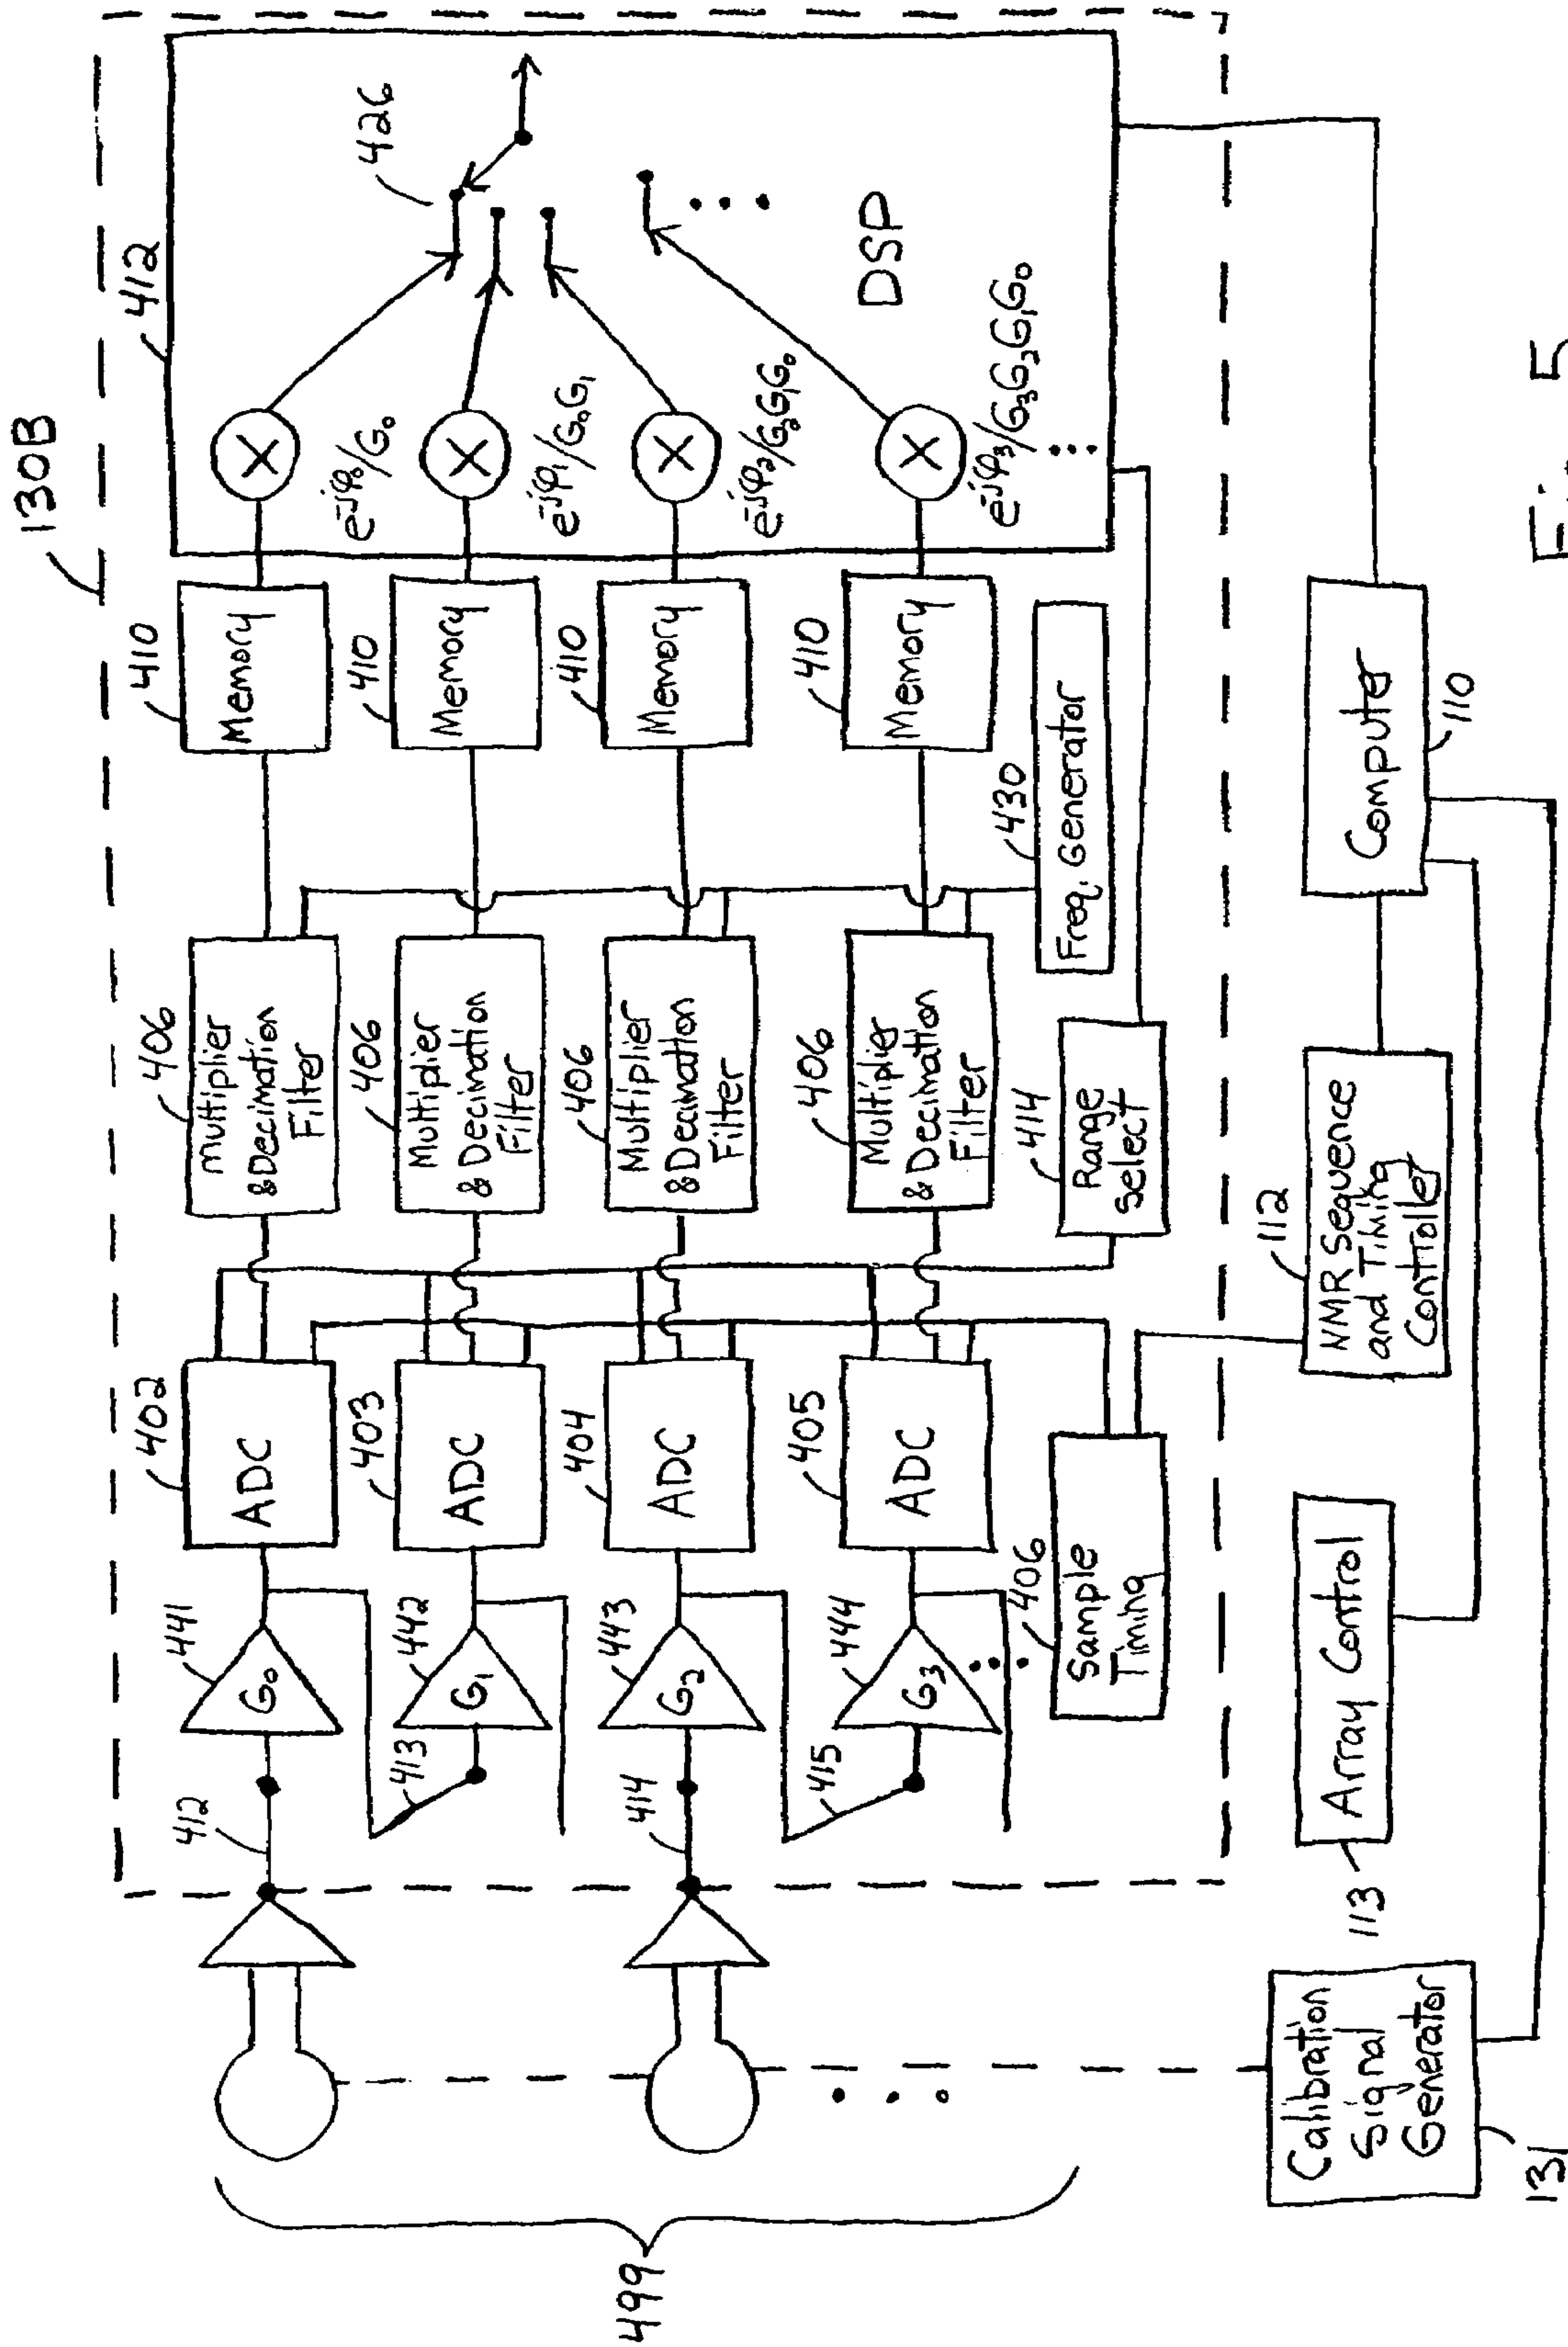 130B
412
426
DSP
e^-jφ₀/G₀
e^-jφ₁/G₀G₁
e^-jφ₂/G₂G₁G₀
e^-jφ₃/G₃G₂G₁G₀
410
Memory
410
Memory
410
Memory
410
Memory
406
Multiplier
& Decimation
Filter
406
Multiplier
& Decimation
Filter
406
Multiplier
& Decimation
Filter
406
Multiplier
& Decimation
Filter
430
Freq. Generator
414
Range
Select
402
ADC
403
ADC
404
ADC
405
ADC
406
Sample
Timing
441
G₀
442
G₁
443
G₂
444
G₃
412
413
414
415
499
Computer
110
112
NMR Sequence
and Timing
Controller
Array Control
113
Calibration
Signal
Generator
131